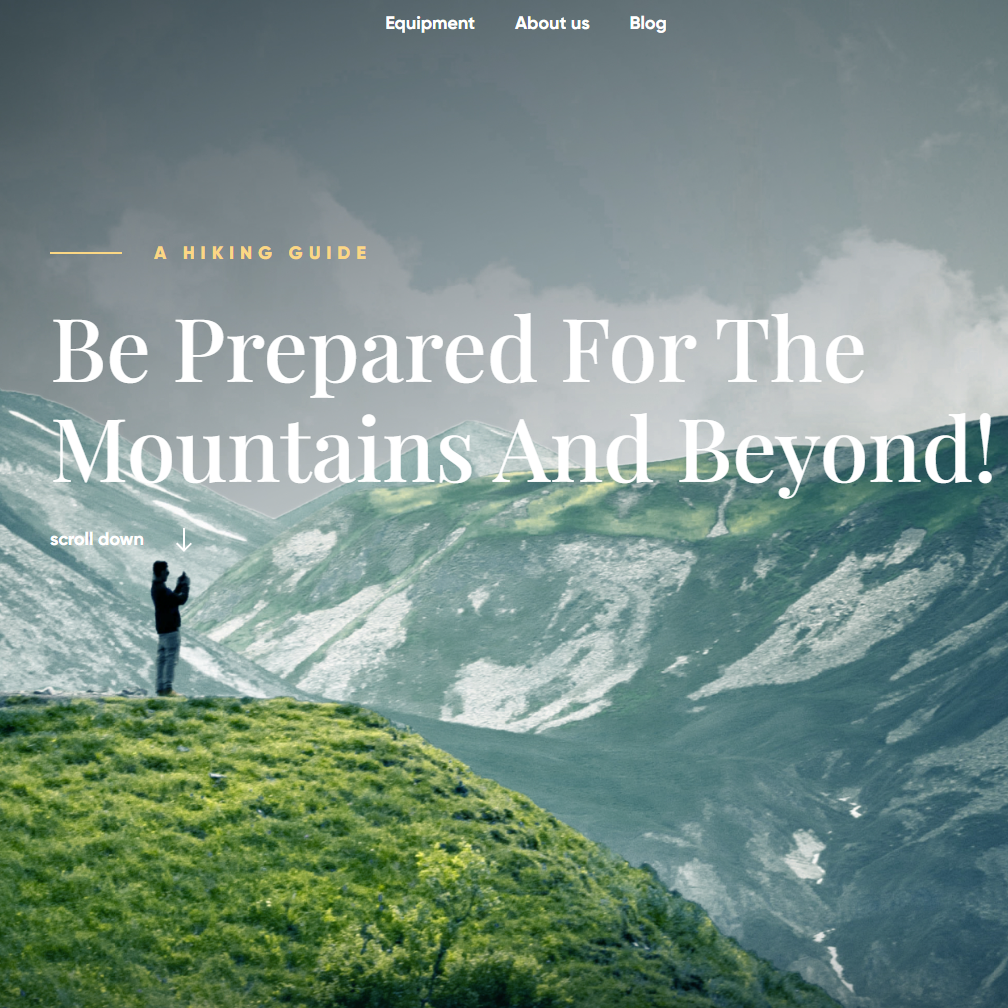 Equipment About us Blog
A HIKING GUIDE
Be Prepared For The
Mountains And Beyond!
scroll down